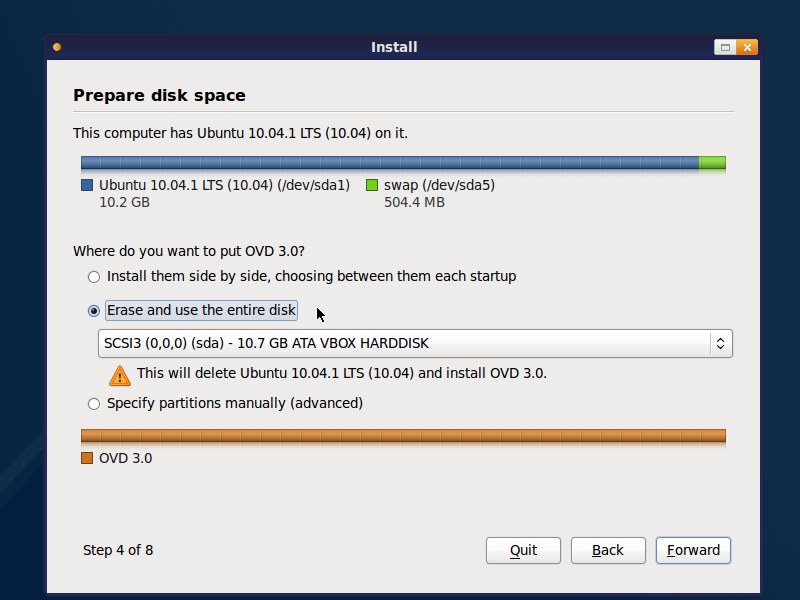 Install
Prepare disk space
This computer has Ubuntu 10.04.1 LTS (10.04) on it.
Ubuntu 10.04.1 LTS (10.04) (/dev/sda1)
10.2 GB
swap (/dev/sda5)
504.4 MB
Where do you want to put OVD 3.0?
Install them side by side, choosing between them each startup
Erase and use the entire disk
SCSI3 (0,0,0) (sda) - 10.7 GB ATA VBOX HARDDISK
This will delete Ubuntu 10.04.1 LTS (10.04) and install OVD 3.0.
Specify partitions manually (advanced)
OVD 3.0
Step 4 of 8
Quit
Back
Forward